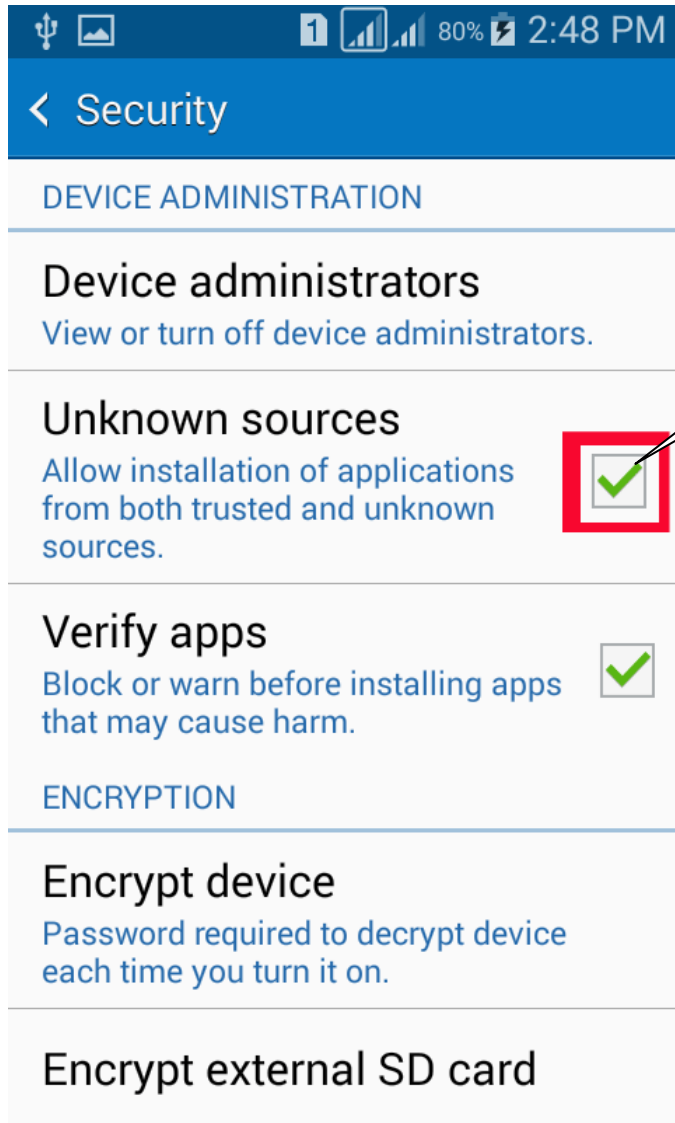 1 80% 2:48 PM
Security
DEVICE ADMINISTRATION
Device administrators
View or turn off device administrators.
Unknown sources
Allow installation of applications
from both trusted and unknown
sources.
Verify apps
Block or warn before installing apps
that may cause harm.
ENCRYPTION
Encrypt device
Password required to decrypt device
each time you turn it on.
Encrypt external SD card